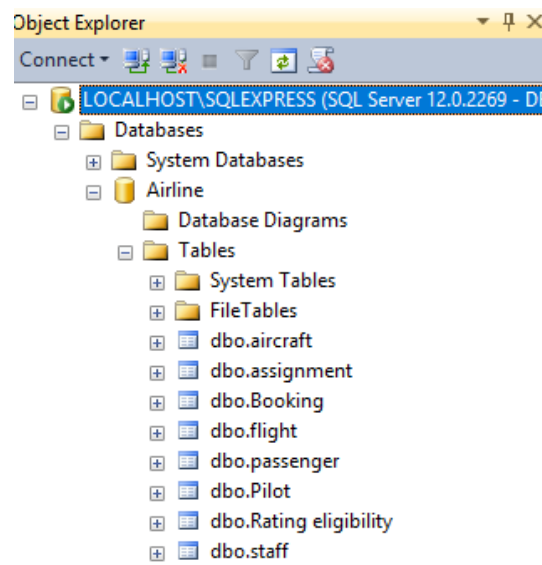 Object Explorer
Connect
LOCALHOST\SQLEXPRESS (SQL Server 12.0.2269 - D
Databases
System Databases
Airline
Database Diagrams
Tables
System Tables
FileTables
dbo.aircraft
dbo.assignment
dbo.Booking
dbo.flight
dbo.passenger
dbo.Pilot
dbo.Rating eligibility
dbo.staff